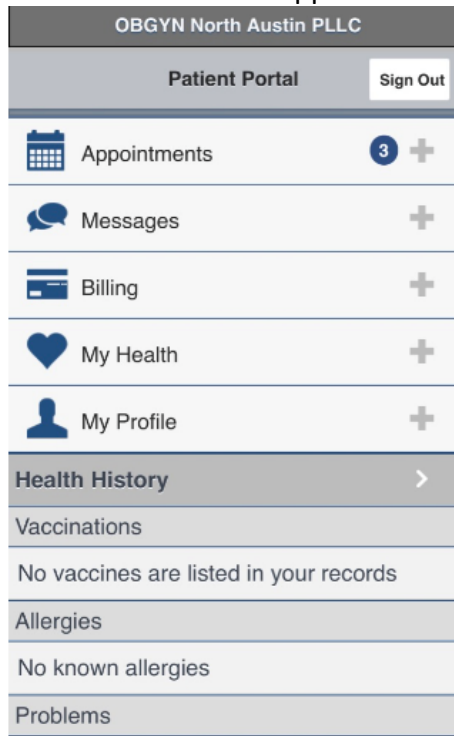 OBGYN North Austin PLLC
Patient Portal
Sign Out
Appointments
3
Messages
Billing
My Health
My Profile
Health History
Vaccinations
No vaccines are listed in your records
Allergies
No known allergies
Problems